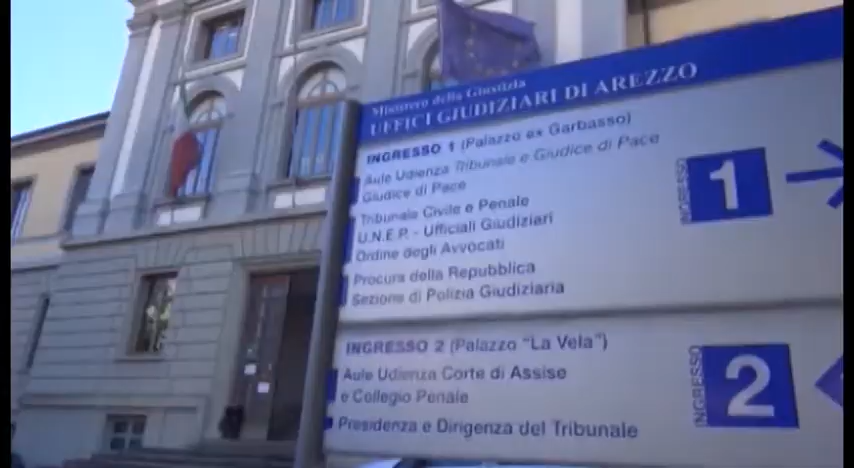 Ministero della Giustizia
UFFICI GIUDIZIARI DI AREZZO
INGRESSO 1 (Palazzo ex Garbasso)
Aule Udienza Tribunale e Giudice di Pace
Giudice di Pace
Tribunale Civile e Penale
U.N.E.P. - Ufficiali Giudiziari
Ordine degli Avvocati
Procura della Repubblica
Sezione di Polizia Giudiziaria
INGRESSO 1
INGRESSO 2 (Palazzo "La Vela")
Aule Udienza Corte di Assise
e Collegio Penale
Presidenza e Dirigenza del Tribunale
INGRESSO 2